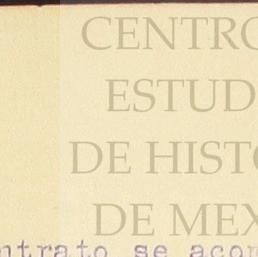 CENTRO
ESTUD
DE HISTO
DE MEX
ntrato se acor